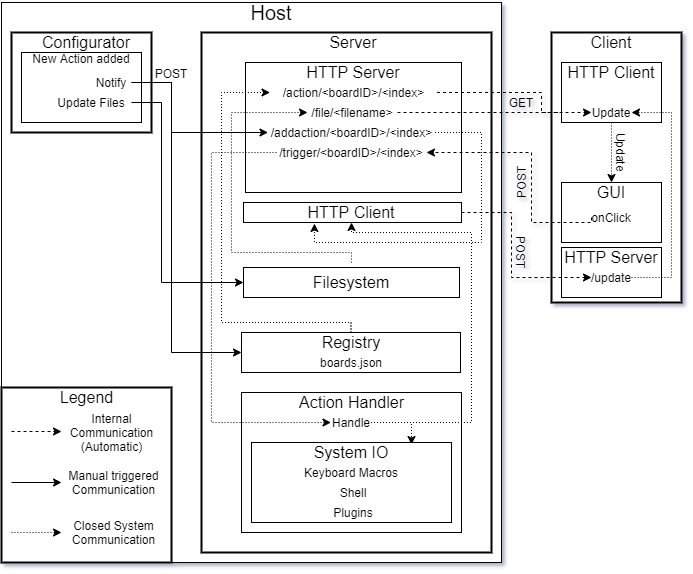 Host
Configurator
New Action added
Notify
Update Files
POST
Server
HTTP Server
/action/<boardID>/<index>
/file/<filename>
/addaction/<boardID>/<index>
/trigger/<boardID>/<index>
HTTP Client
Filesystem
Registry
boards.json
Action Handler
Handle
System IO
Keyboard Macros
Shell
Plugins
GET
POST
POST
Client
HTTP Client
Update
Update
GUI
onClick
HTTP Server
/update
Legend
Internal
Communication
(Automatic)
Manual triggered
Communication
Closed System
Communication